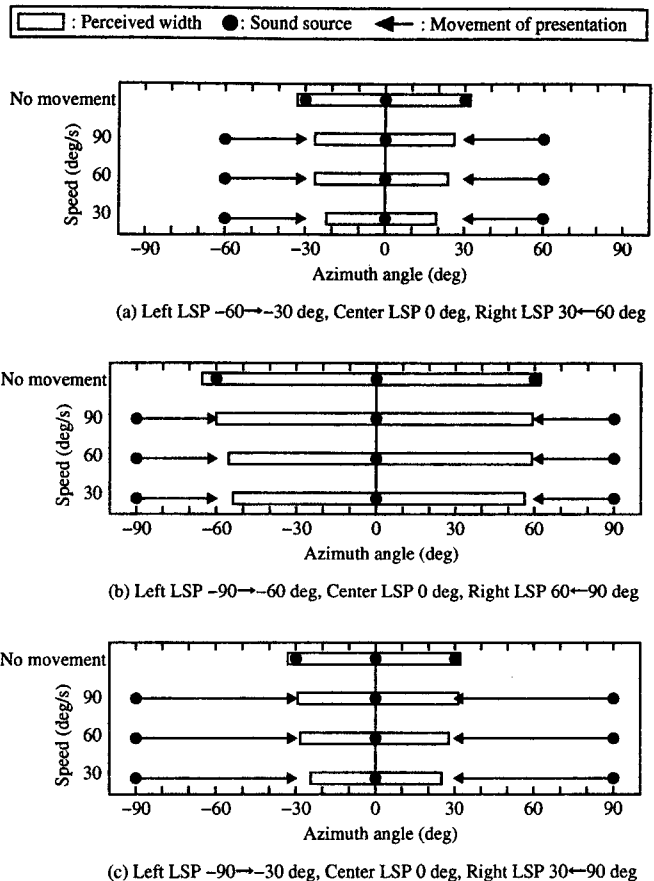 : Perceived width : Sound source : Movement of presentation
No movement
90
60
30
Speed (deg/s)
−90 −60 −30 0 30 60 90
Azimuth angle (deg)
(a) Left LSP −60→−30 deg, Center LSP 0 deg, Right LSP 30←60 deg
No movement
90
60
30
Speed (deg/s)
−90 −60 −30 0 30 60 90
Azimuth angle (deg)
(b) Left LSP −90→−60 deg, Center LSP 0 deg, Right LSP 60←90 deg
No movement
90
60
30
Speed (deg/s)
−90 −60 −30 0 30 60 90
Azimuth angle (deg)
(c) Left LSP −90→−30 deg, Center LSP 0 deg, Right LSP 30←90 deg